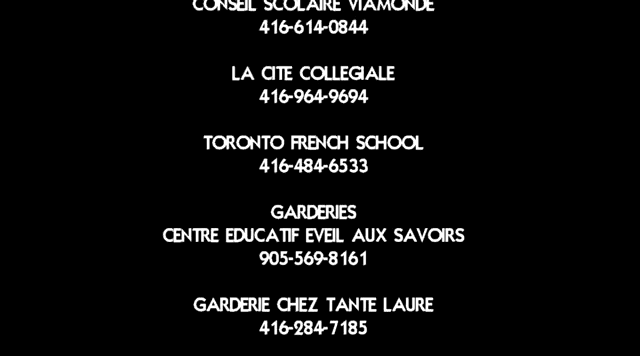 CONSEIL SCOLAIRE VIAMONDE
416-614-0844
LA CITE COLLEGIALE
416-964-9694
TORONTO FRENCH SCHOOL
416-484-6533
GARDERIES
CENTRE EDUCATIF EVEIL AUX SAVOIRS
905-569-8161
GARDERIE CHEZ TANTE LAURE
416-284-7185